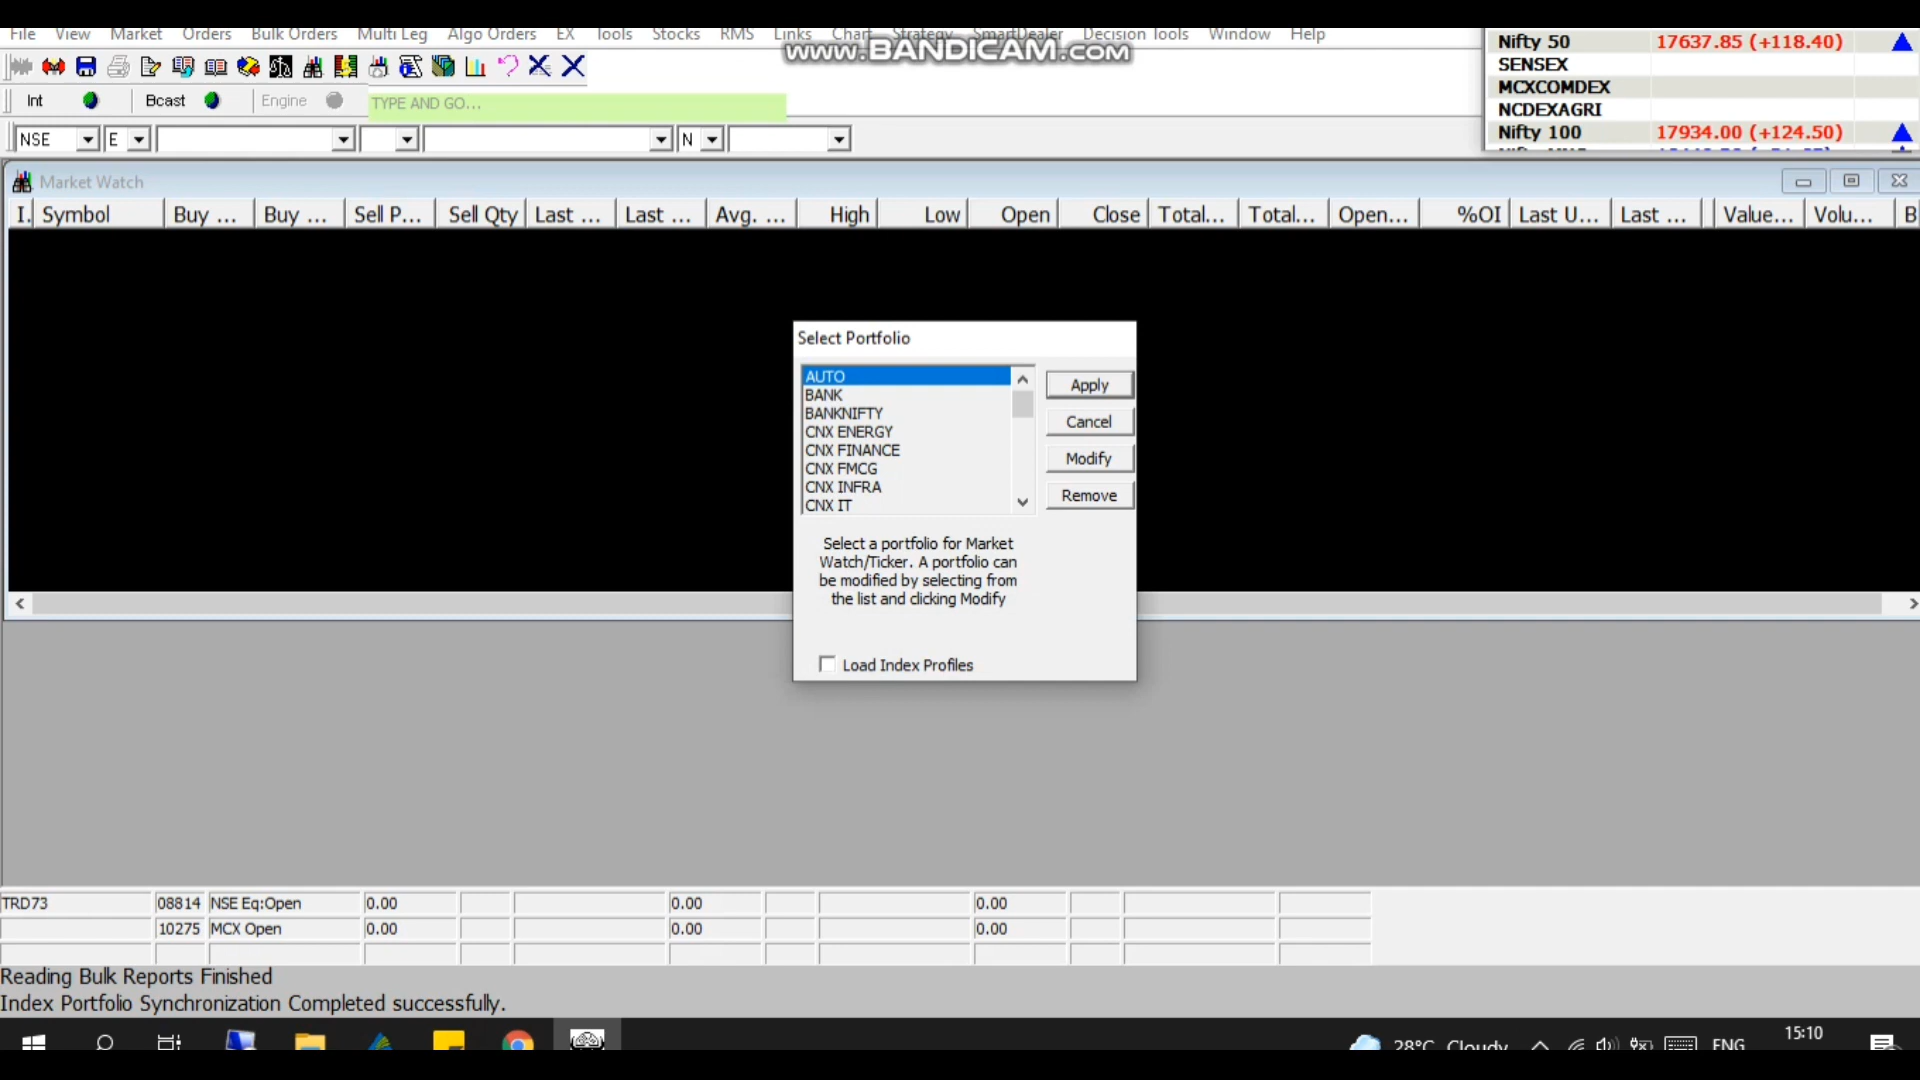 File View Market Orders Bulk Orders Multi Leg Algo Orders EX Tools Stocks RMS Links Chart Strategy SmartDealer Decision Tools Window Help
www.BANDICAM.com
Nifty 50 17637.85 (+118.40)
SENSEX
MCXCOMDEX
NCDEXAGRI
Nifty 100 17934.00 (+124.50)
Int Bcast Engine TYPE AND GO...
NSE E N
Market Watch
I. Symbol Buy ... Buy ... Sell P... Sell Qty Last ... Last ... Avg. ... High Low Open Close Total... Total... Open... %OI Last U... Last ... Value... Volu... B
Select Portfolio
AUTO
BANK
BANKNIFTY
CNX ENERGY
CNX FINANCE
CNX FMCG
CNX INFRA
CNX IT
Apply
Cancel
Modify
Remove
Select a portfolio for Market
Watch/Ticker. A portfolio can
be modified by selecting from
the list and clicking Modify
Load Index Profiles
TRD73 08814 NSE Eq:Open 0.00 0.00 0.00
10275 MCX Open 0.00 0.00 0.00
Reading Bulk Reports Finished
Index Portfolio Synchronization Completed successfully.
28°C Cloudy ENG 15:10